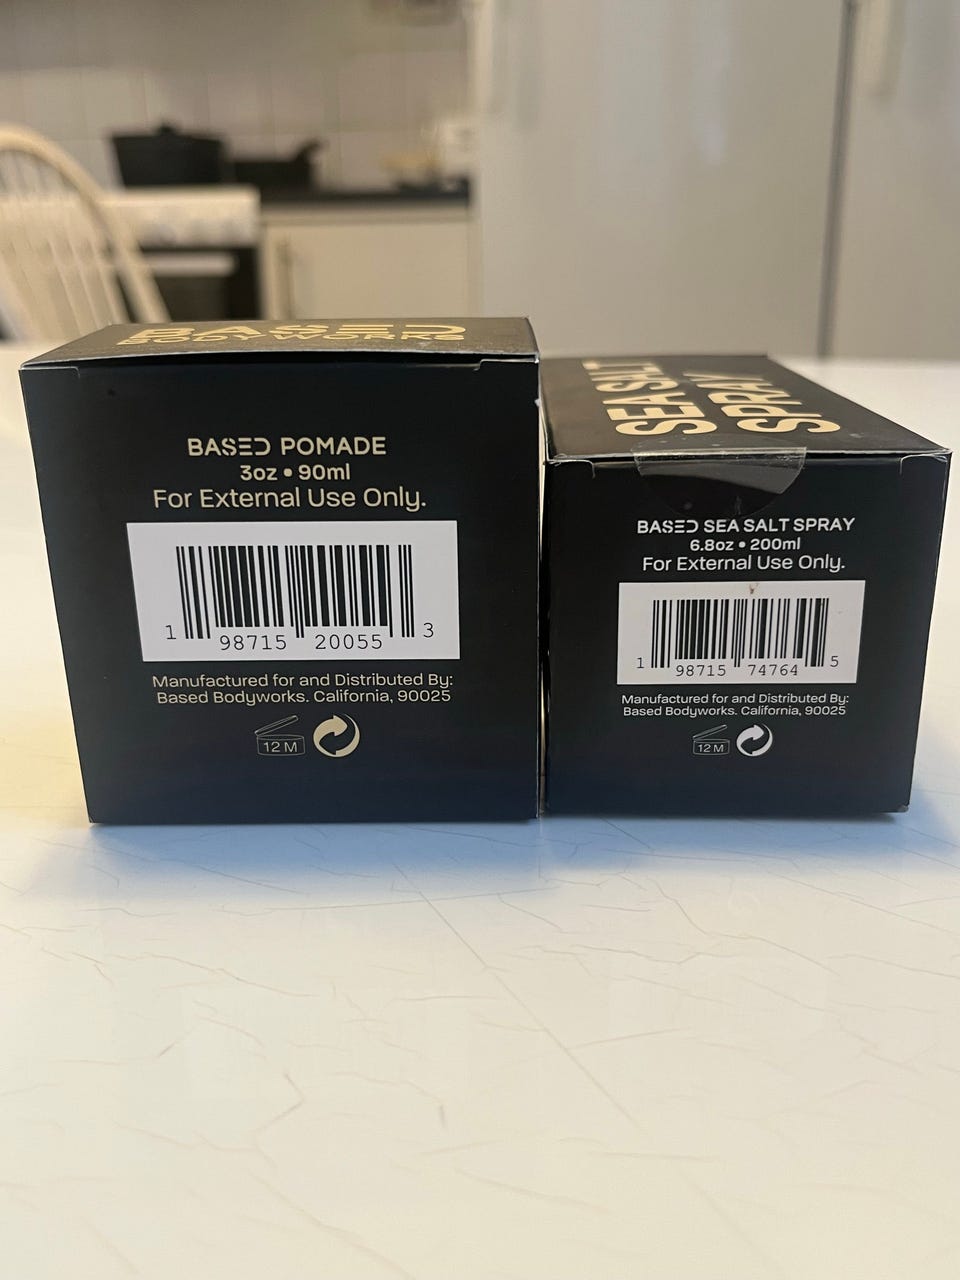 BASED
BODYWORKS
BASED POMADE
3oz • 90ml
For External Use Only.
1 98715 20055 3
Manufactured for and Distributed By:
Based Bodyworks. California, 90025
12 M
SEA SALT
SPRAY
BASED SEA SALT SPRAY
6.8oz • 200ml
For External Use Only.
1 98715 74764 5
Manufactured for and Distributed By:
Based Bodyworks. California, 90025
12 M